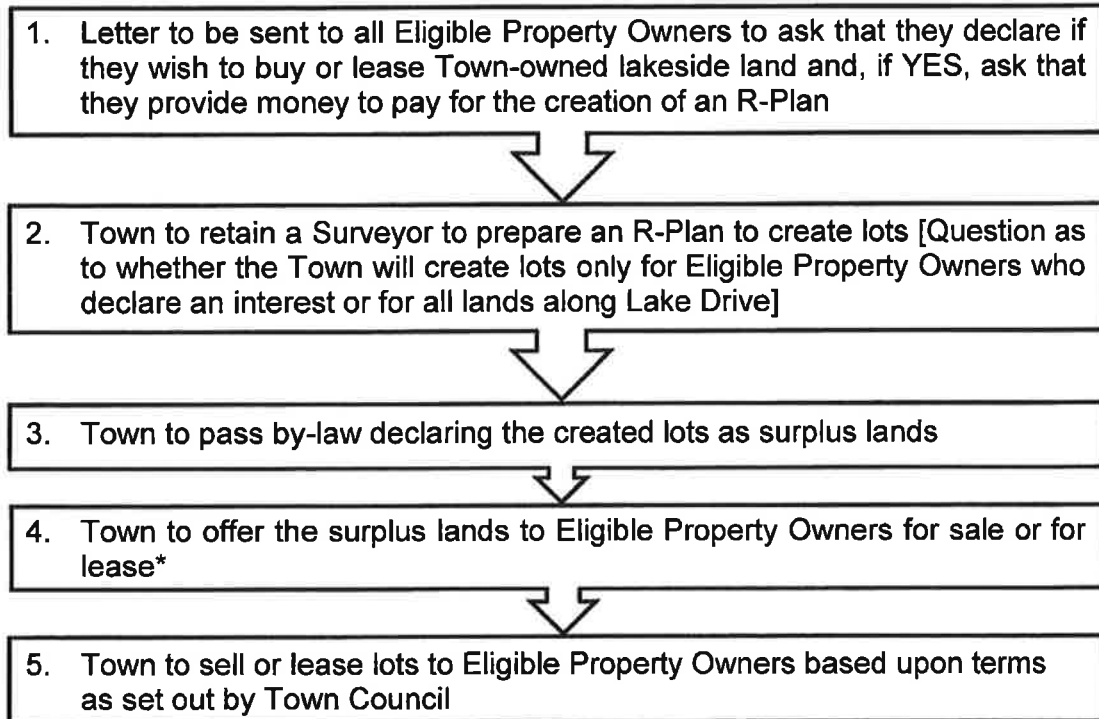 1. Letter to be sent to all Eligible Property Owners to ask that they declare if
they wish to buy or lease Town-owned lakeside land and, if YES, ask that
they provide money to pay for the creation of an R-Plan
2. Town to retain a Surveyor to prepare an R-Plan to create lots [Question as
to whether the Town will create lots only for Eligible Property Owners who
declare an interest or for all lands along Lake Drive]
3. Town to pass by-law declaring the created lots as surplus lands
4. Town to offer the surplus lands to Eligible Property Owners for sale or for
lease*
5. Town to sell or lease lots to Eligible Property Owners based upon terms
as set out by Town Council